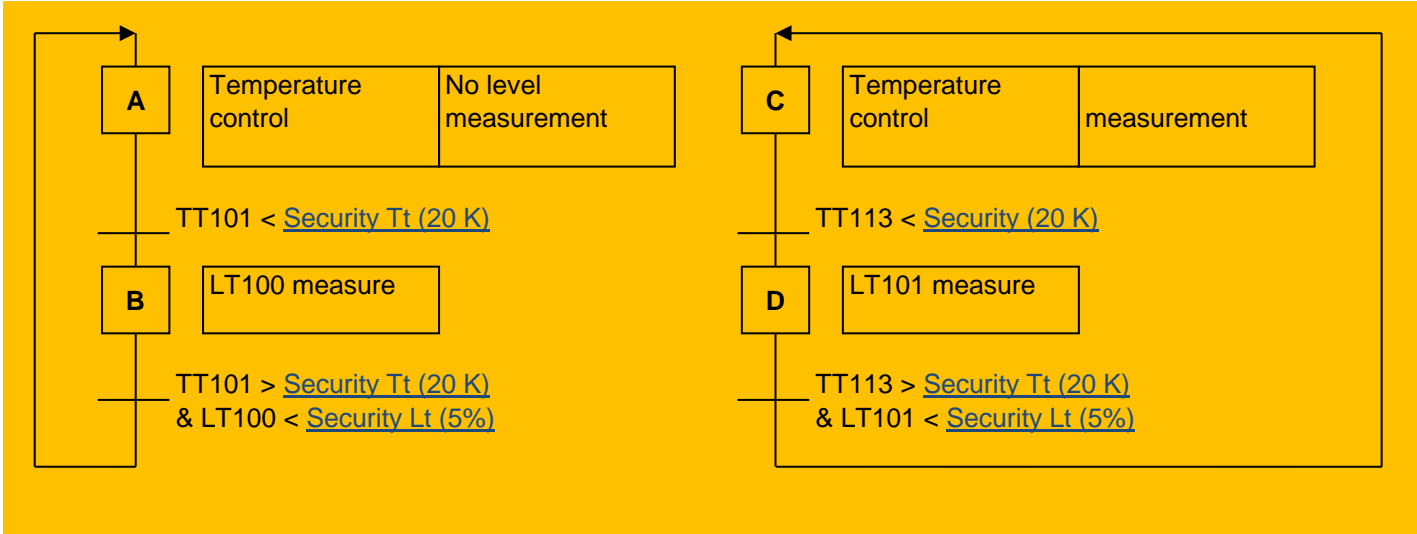 A
Temperature
control
No level
measurement
TT101 < Security Tt (20 K)
B
LT100 measure
TT101 > Security Tt (20 K)
& LT100 < Security Lt (5%)
C
Temperature
control
measurement
TT113 < Security (20 K)
D
LT101 measure
TT113 > Security Tt (20 K)
& LT101 < Security Lt (5%)